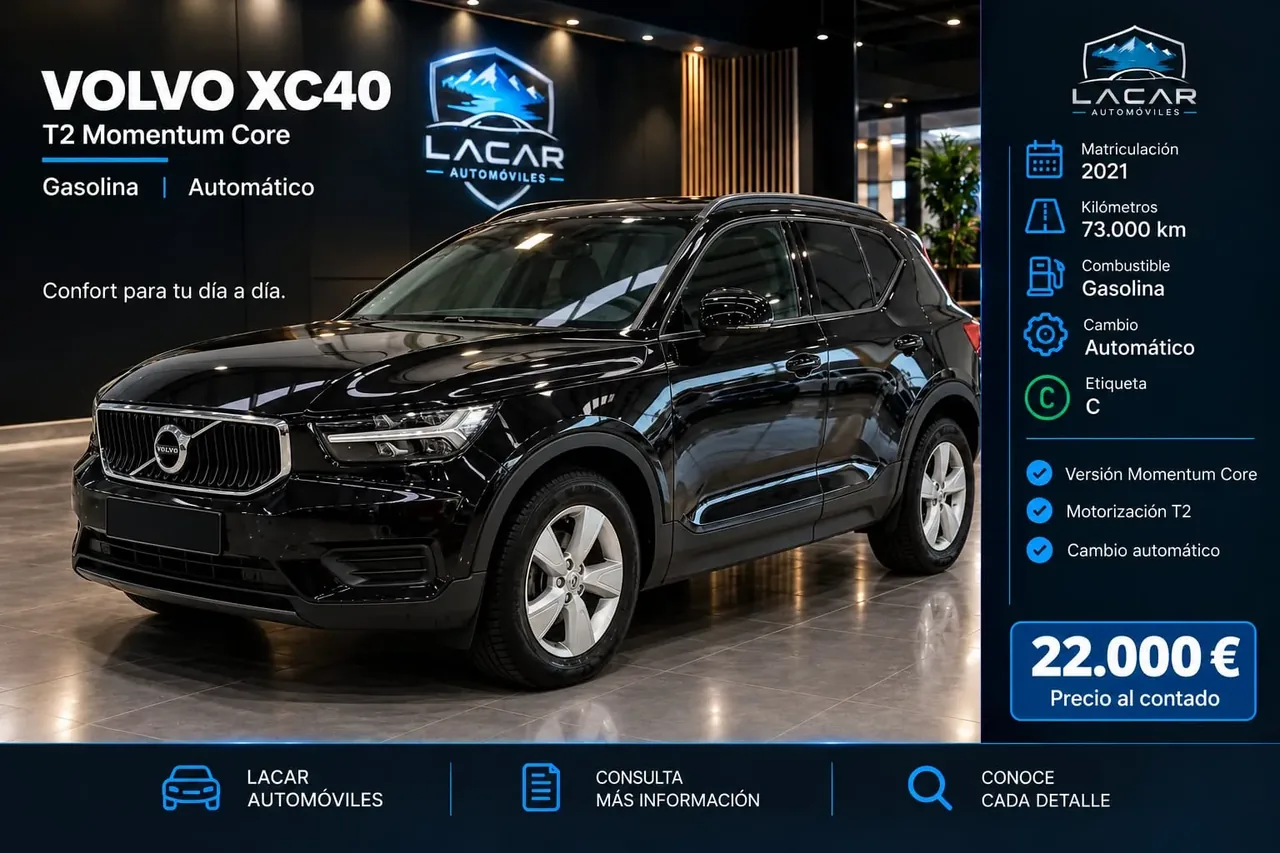 VOLVO XC40
T2 Momentum Core
Gasolina | Automático
Confort para tu día a día.
LACAR
AUTOMÓVILES
VOLVO
LACAR
AUTOMÓVILES
Matriculación
2021
Kilómetros
73.000 km
Combustible
Gasolina
Cambio
Automático
C
Etiqueta
C
Versión Momentum Core
Motorización T2
Cambio automático
22.000 €
Precio al contado
LACAR
AUTOMÓVILES
CONSULTA
MÁS INFORMACIÓN
CONOCE
CADA DETALLE